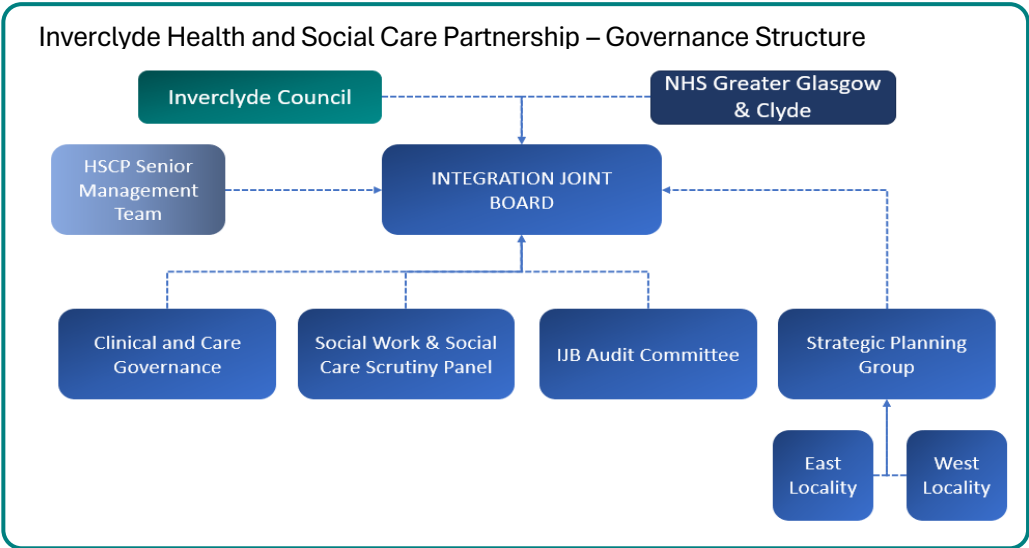 Inverclyde Health and Social Care Partnership – Governance Structure
Inverclyde Council
NHS Greater Glasgow
& Clyde
HSCP Senior
Management
Team
INTEGRATION JOINT
BOARD
Clinical and Care
Governance
Social Work & Social
Care Scrutiny Panel
IJB Audit Committee
Strategic Planning
Group
East
Locality
West
Locality